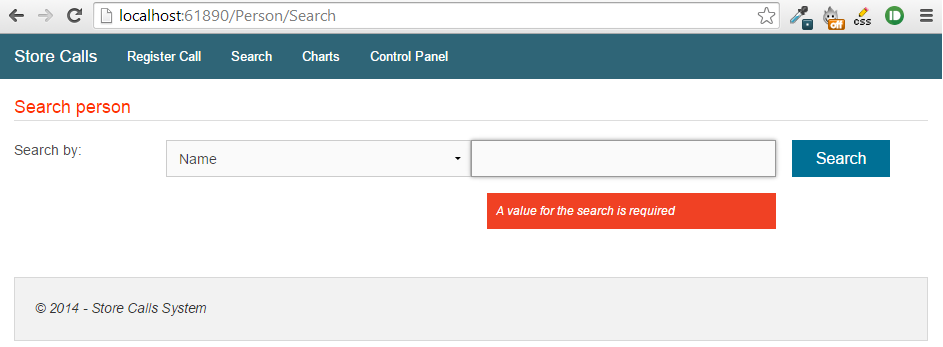 localhost:61890/Person/Search
off
css
Store Calls Register Call Search Charts Control Panel
Search person
Search by: Name Search
A value for the search is required
© 2014 - Store Calls System